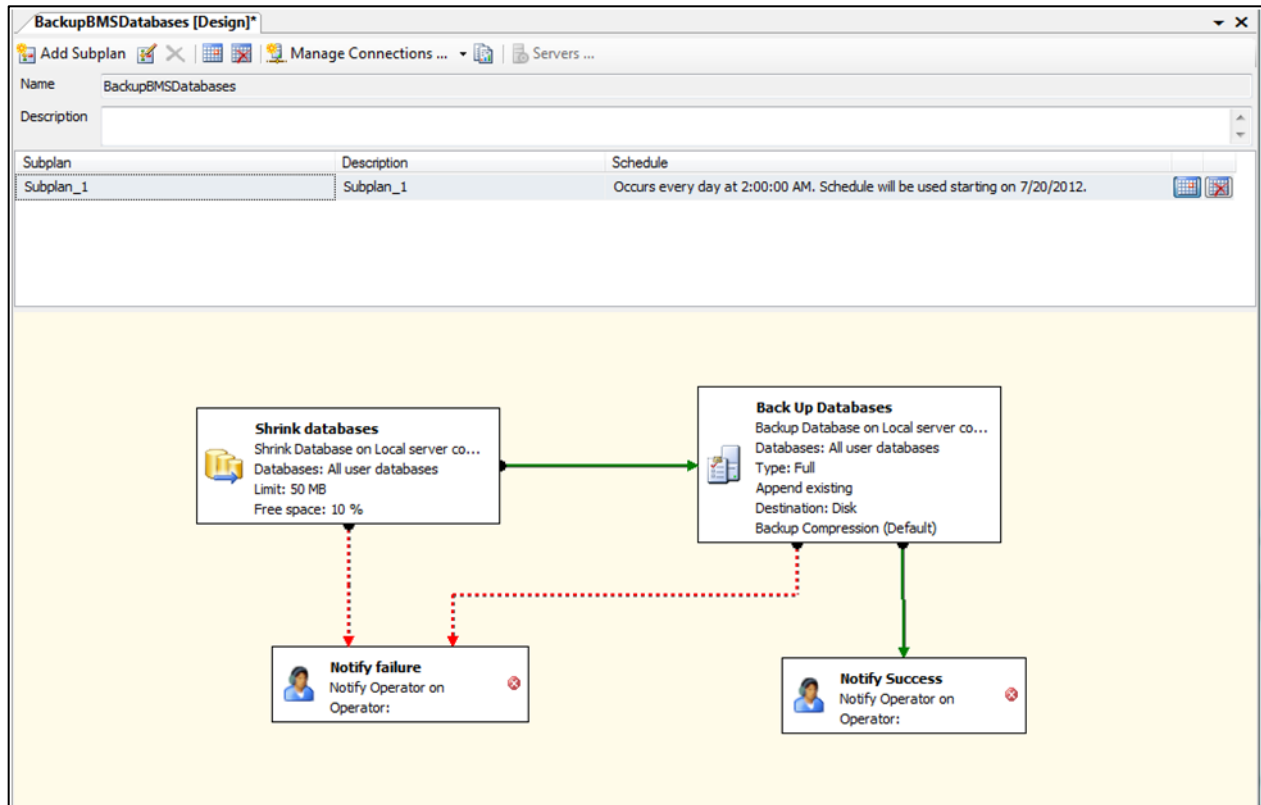 BackupBMSDatabases [Design]*
Add Subplan Manage Connections ... Servers ...
Name BackupBMSDatabases
Description
Subplan Description Schedule
Subplan_1 Subplan_1 Occurs every day at 2:00:00 AM. Schedule will be used starting on 7/20/2012.
Shrink databases
Shrink Database on Local server co...
Databases: All user databases
Limit: 50 MB
Free space: 10 %
Back Up Databases
Backup Database on Local server co...
Databases: All user databases
Type: Full
Append existing
Destination: Disk
Backup Compression (Default)
Notify failure
Notify Operator on
Operator:
Notify Success
Notify Operator on
Operator: